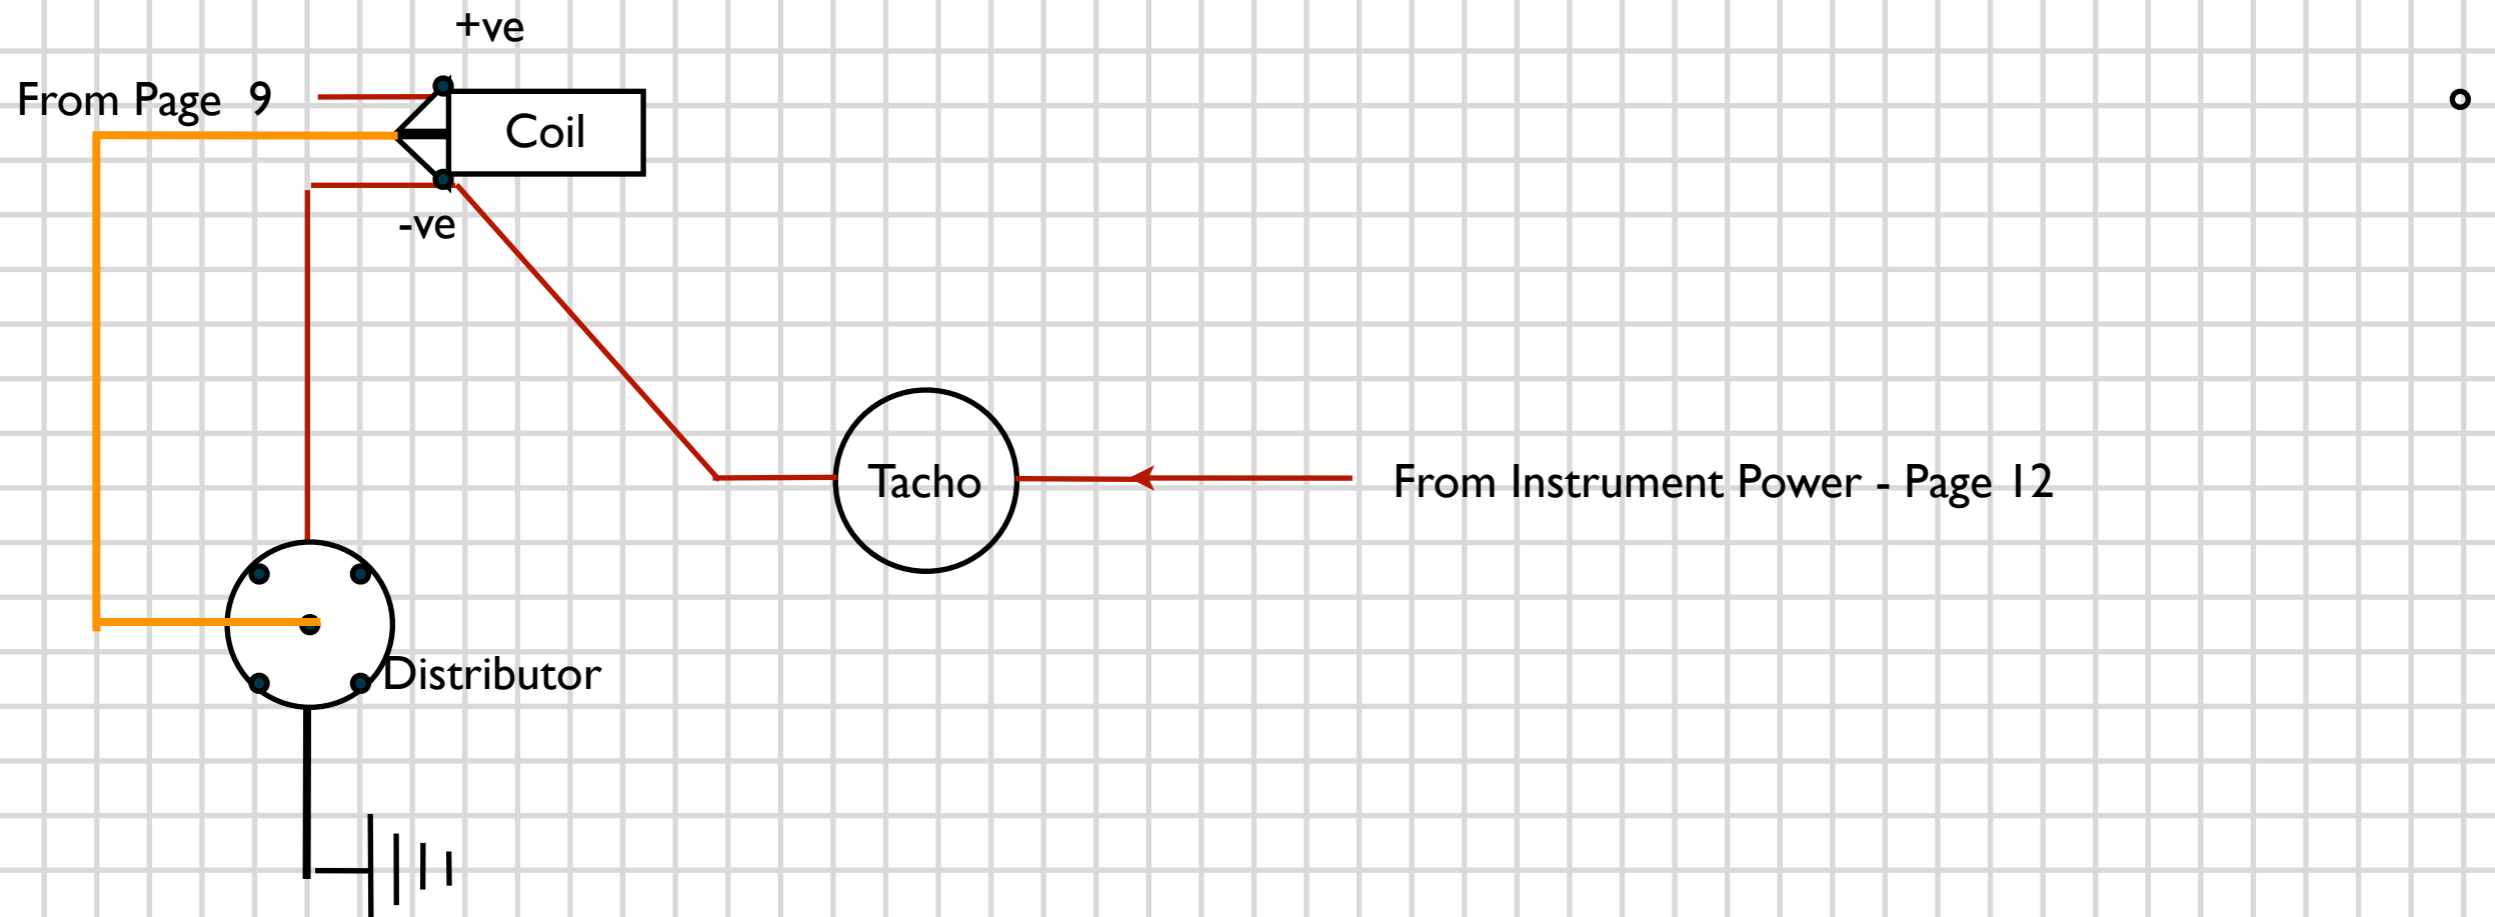 +ve
From Page 9
Coil
-ve
Tacho
From Instrument Power - Page 12
Distributor